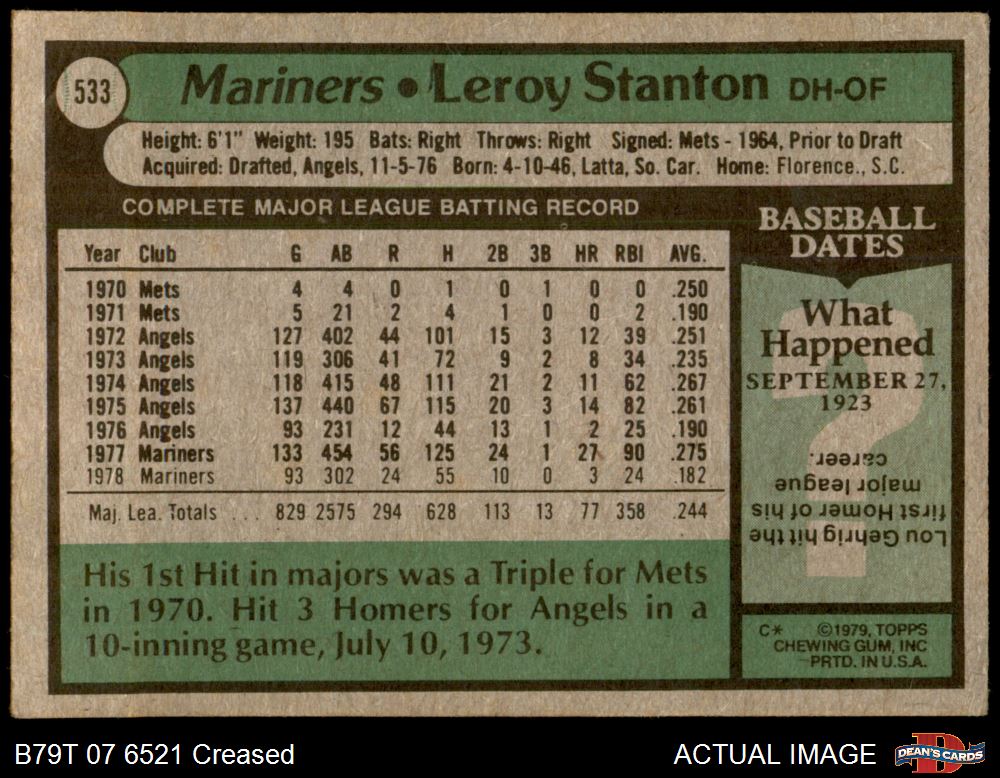 533
Mariners • Leroy Stanton DH-OF
Height: 6'1" Weight: 195 Bats: Right Throws: Right Signed: Mets - 1964, Prior to Draft
Acquired: Drafted, Angels, 11-5-76 Born: 4-10-46, Latta, So. Car. Home: Florence., S.C.
COMPLETE MAJOR LEAGUE BATTING RECORD
Year Club G AB R H 2B 3B HR RBI AVG.
1970 Mets 4 4 0 1 0 1 0 0 .250
1971 Mets 5 21 2 4 1 0 0 2 .190
1972 Angels 127 402 44 101 15 3 12 39 .251
1973 Angels 119 306 41 72 9 2 8 34 .235
1974 Angels 118 415 48 111 21 2 11 62 .267
1975 Angels 137 440 67 115 20 3 14 82 .261
1976 Angels 93 231 12 44 13 1 2 25 .190
1977 Mariners 133 454 56 125 24 1 27 90 .275
1978 Mariners 93 302 24 55 10 0 3 24 .182
Maj. Lea. Totals ... 829 2575 294 628 113 13 77 358 .244
His 1st Hit in majors was a Triple for Mets
in 1970. Hit 3 Homers for Angels in a
10-inning game, July 10, 1973.
BASEBALL
DATES
What
Happened
SEPTEMBER 27,
1923
Lou Gehrig hit the
first Homer of his
major league
career.
C* ©1979, TOPPS
CHEWING GUM, INC
PRTD. IN U.S.A.
B79T 07 6521 Creased
ACTUAL IMAGE
DEAN'S CARDS